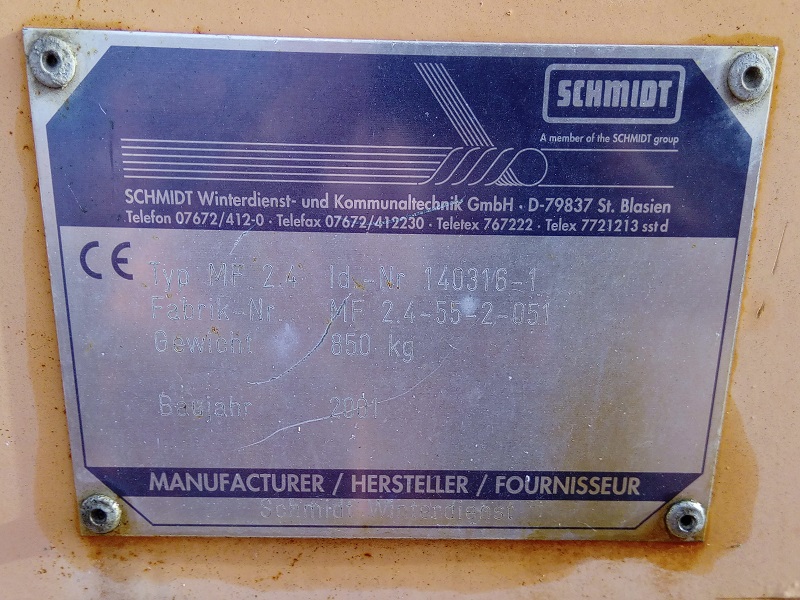 SCHMIDT
A member of the SCHMIDT group
SCHMIDT Winterdienst- und Kommunaltechnik GmbH · D-79837 St. Blasien
Telefon 07672/412-0 · Telefax 07672/412230 · Teletex 767222 · Telex 7721213 sst d
CE
Typ MF 2.4 Id.-Nr 140316-1
Fabrik-Nr. MF 2.4-55-2-051
Gewicht 850 kg
Baujahr 2001
MANUFACTURER / HERSTELLER / FOURNISSEUR
Schmidt Winterdienst